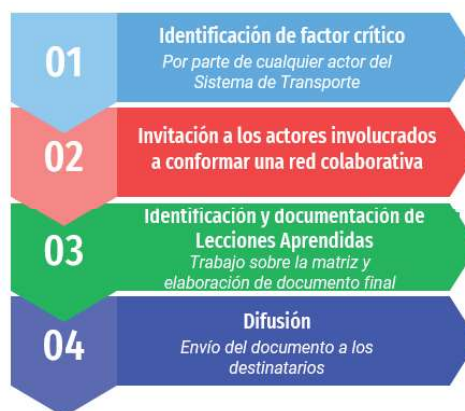 01
Identificación de factor crítico
Por parte de cualquier actor del
Sistema de Transporte
02
Invitación a los actores involucrados
a conformar una red colaborativa
03
Identificación y documentación de
Lecciones Aprendidas
Trabajo sobre la matriz y
elaboración de documento final
04
Difusión
Envío del documento a los
destinatarios